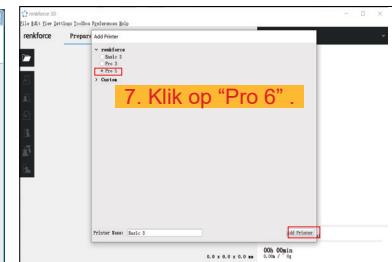 renkforce 3D
File Edit View Settings Toolbox Preferences Help
renkforce Prepare
Add Printer
renkforce
Basic 3
Pro 3
Pro 6
Custom
7. Klik op “Pro 6” .
Printer Name: Basic 3
Add Printer
00h 00min
0.0 x 0.0 x 0.0 mm 0.00m / 0g